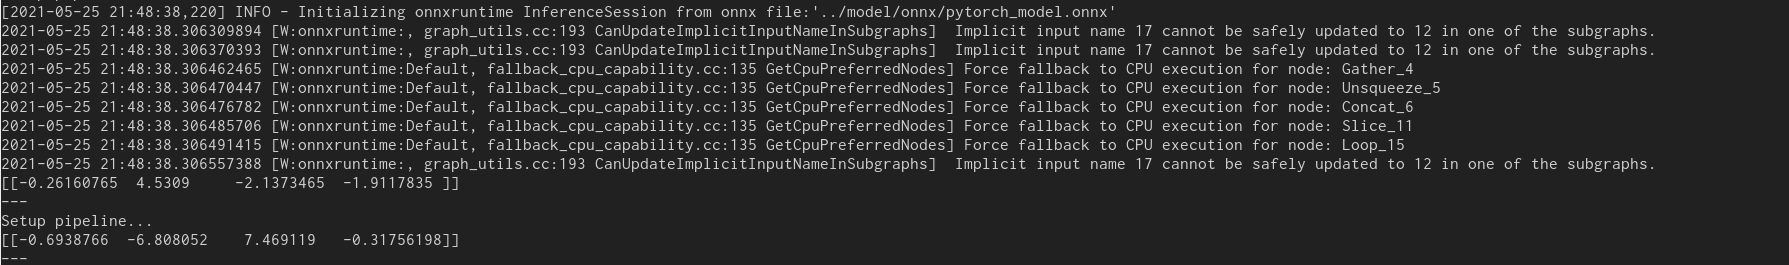 [2021-05-25 21:48:38,220] INFO - Initializing onnxruntime InferenceSession from onnx file:'../model/onnx/pytorch_model.onnx'
2021-05-25 21:48:38.306309894 [W:onnxruntime:, graph_utils.cc:193 CanUpdateImplicitInputNameInSubgraphs]  Implicit input name 17 cannot be safely updated to 12 in one of the subgraphs.
2021-05-25 21:48:38.306370393 [W:onnxruntime:, graph_utils.cc:193 CanUpdateImplicitInputNameInSubgraphs]  Implicit input name 17 cannot be safely updated to 12 in one of the subgraphs.
2021-05-25 21:48:38.306462465 [W:onnxruntime:Default, fallback_cpu_capability.cc:135 GetCpuPreferredNodes] Force fallback to CPU execution for node: Gather_4
2021-05-25 21:48:38.306470447 [W:onnxruntime:Default, fallback_cpu_capability.cc:135 GetCpuPreferredNodes] Force fallback to CPU execution for node: Unsqueeze_5
2021-05-25 21:48:38.306476782 [W:onnxruntime:Default, fallback_cpu_capability.cc:135 GetCpuPreferredNodes] Force fallback to CPU execution for node: Concat_6
2021-05-25 21:48:38.306485706 [W:onnxruntime:Default, fallback_cpu_capability.cc:135 GetCpuPreferredNodes] Force fallback to CPU execution for node: Slice_11
2021-05-25 21:48:38.306491415 [W:onnxruntime:Default, fallback_cpu_capability.cc:135 GetCpuPreferredNodes] Force fallback to CPU execution for node: Loop_15
2021-05-25 21:48:38.306557388 [W:onnxruntime:, graph_utils.cc:193 CanUpdateImplicitInputNameInSubgraphs]  Implicit input name 17 cannot be safely updated to 12 in one of the subgraphs.
[[-0.26160765  4.5309     -2.1373465  -1.9117835 ]]
---
Setup pipeline...
[[-0.6938766  -6.808052    7.469119   -0.31756198]]
---